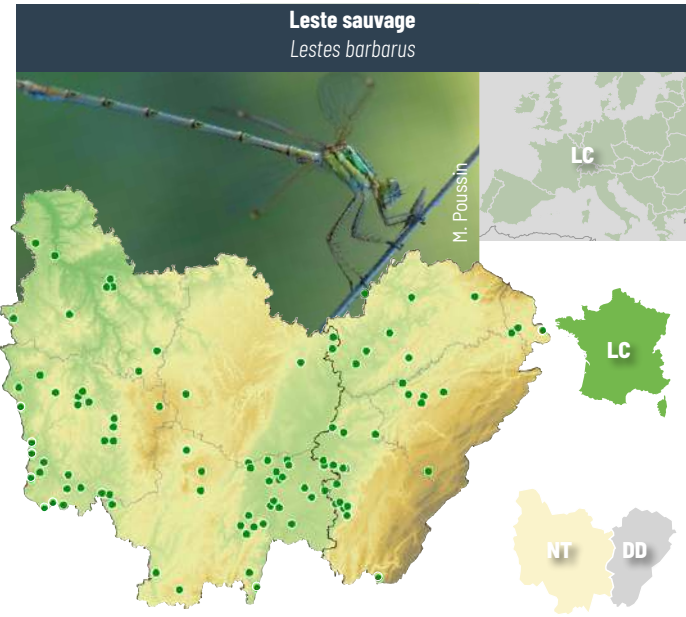 Leste sauvage
Lestes barbarus
M. Poussin
LC
LC
NT
DD